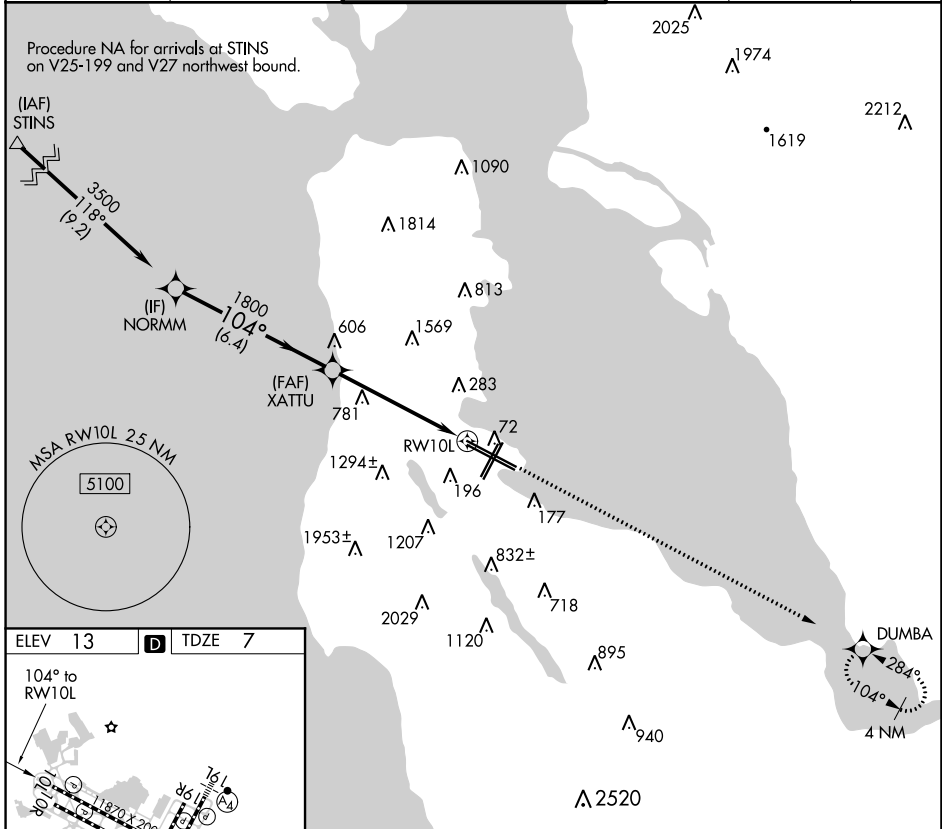 Procedure NA for arrivals at STINS
on V25-199 and V27 northwest bound.
2025
1974
2212
1619
(IAF)
STINS
3500
118°
(9.2)
1090
1814
(IF)
NORMM
1800
104°
(6.4)
813
606
1569
(FAF)
XATTU
283
781
72
RW10L
MSA RW10L 25 NM
5100
1294±
196
177
1953±
1207
832±
718
2029
1120
DUMBA
284°
104°
4 NM
895
940
2520
ELEV 13
D
TDZE 7
104° to
RW10L
10L
10R
P
P
11870 X 200
19R
19L
P
P
A4